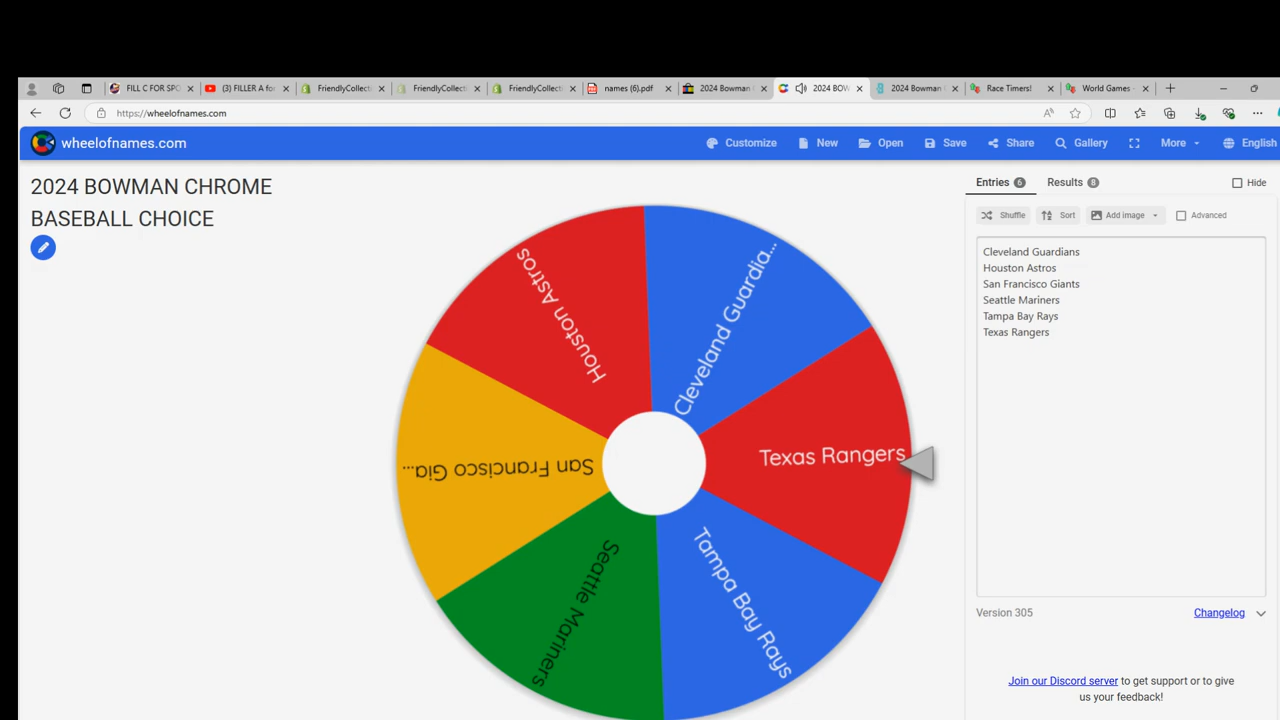 FILL C FOR SPO
(3) FILLER A for
FriendlyCollect
FriendlyCollect
FriendlyCollect
names (6).pdf
2024 Bowman
2024 BOW
2024 Bowman
Race Timers!
World Games -
https://wheelofnames.com
wheelofnames.com
Customize
New
Open
Save
Share
Gallery
More
English
2024 BOWMAN CHROME
BASEBALL CHOICE
Entries 6
Results 8
Hide
Shuffle
Sort
Add image
Advanced
Cleveland Guardians
Houston Astros
San Francisco Giants
Seattle Mariners
Tampa Bay Rays
Texas Rangers
Houston Astros
Cleveland Guardia...
Texas Rangers
Tampa Bay Rays
Seattle Mariners
San Francisco Gia...
Version 305
Changelog
Join our Discord server to get support or to give
us your feedback!